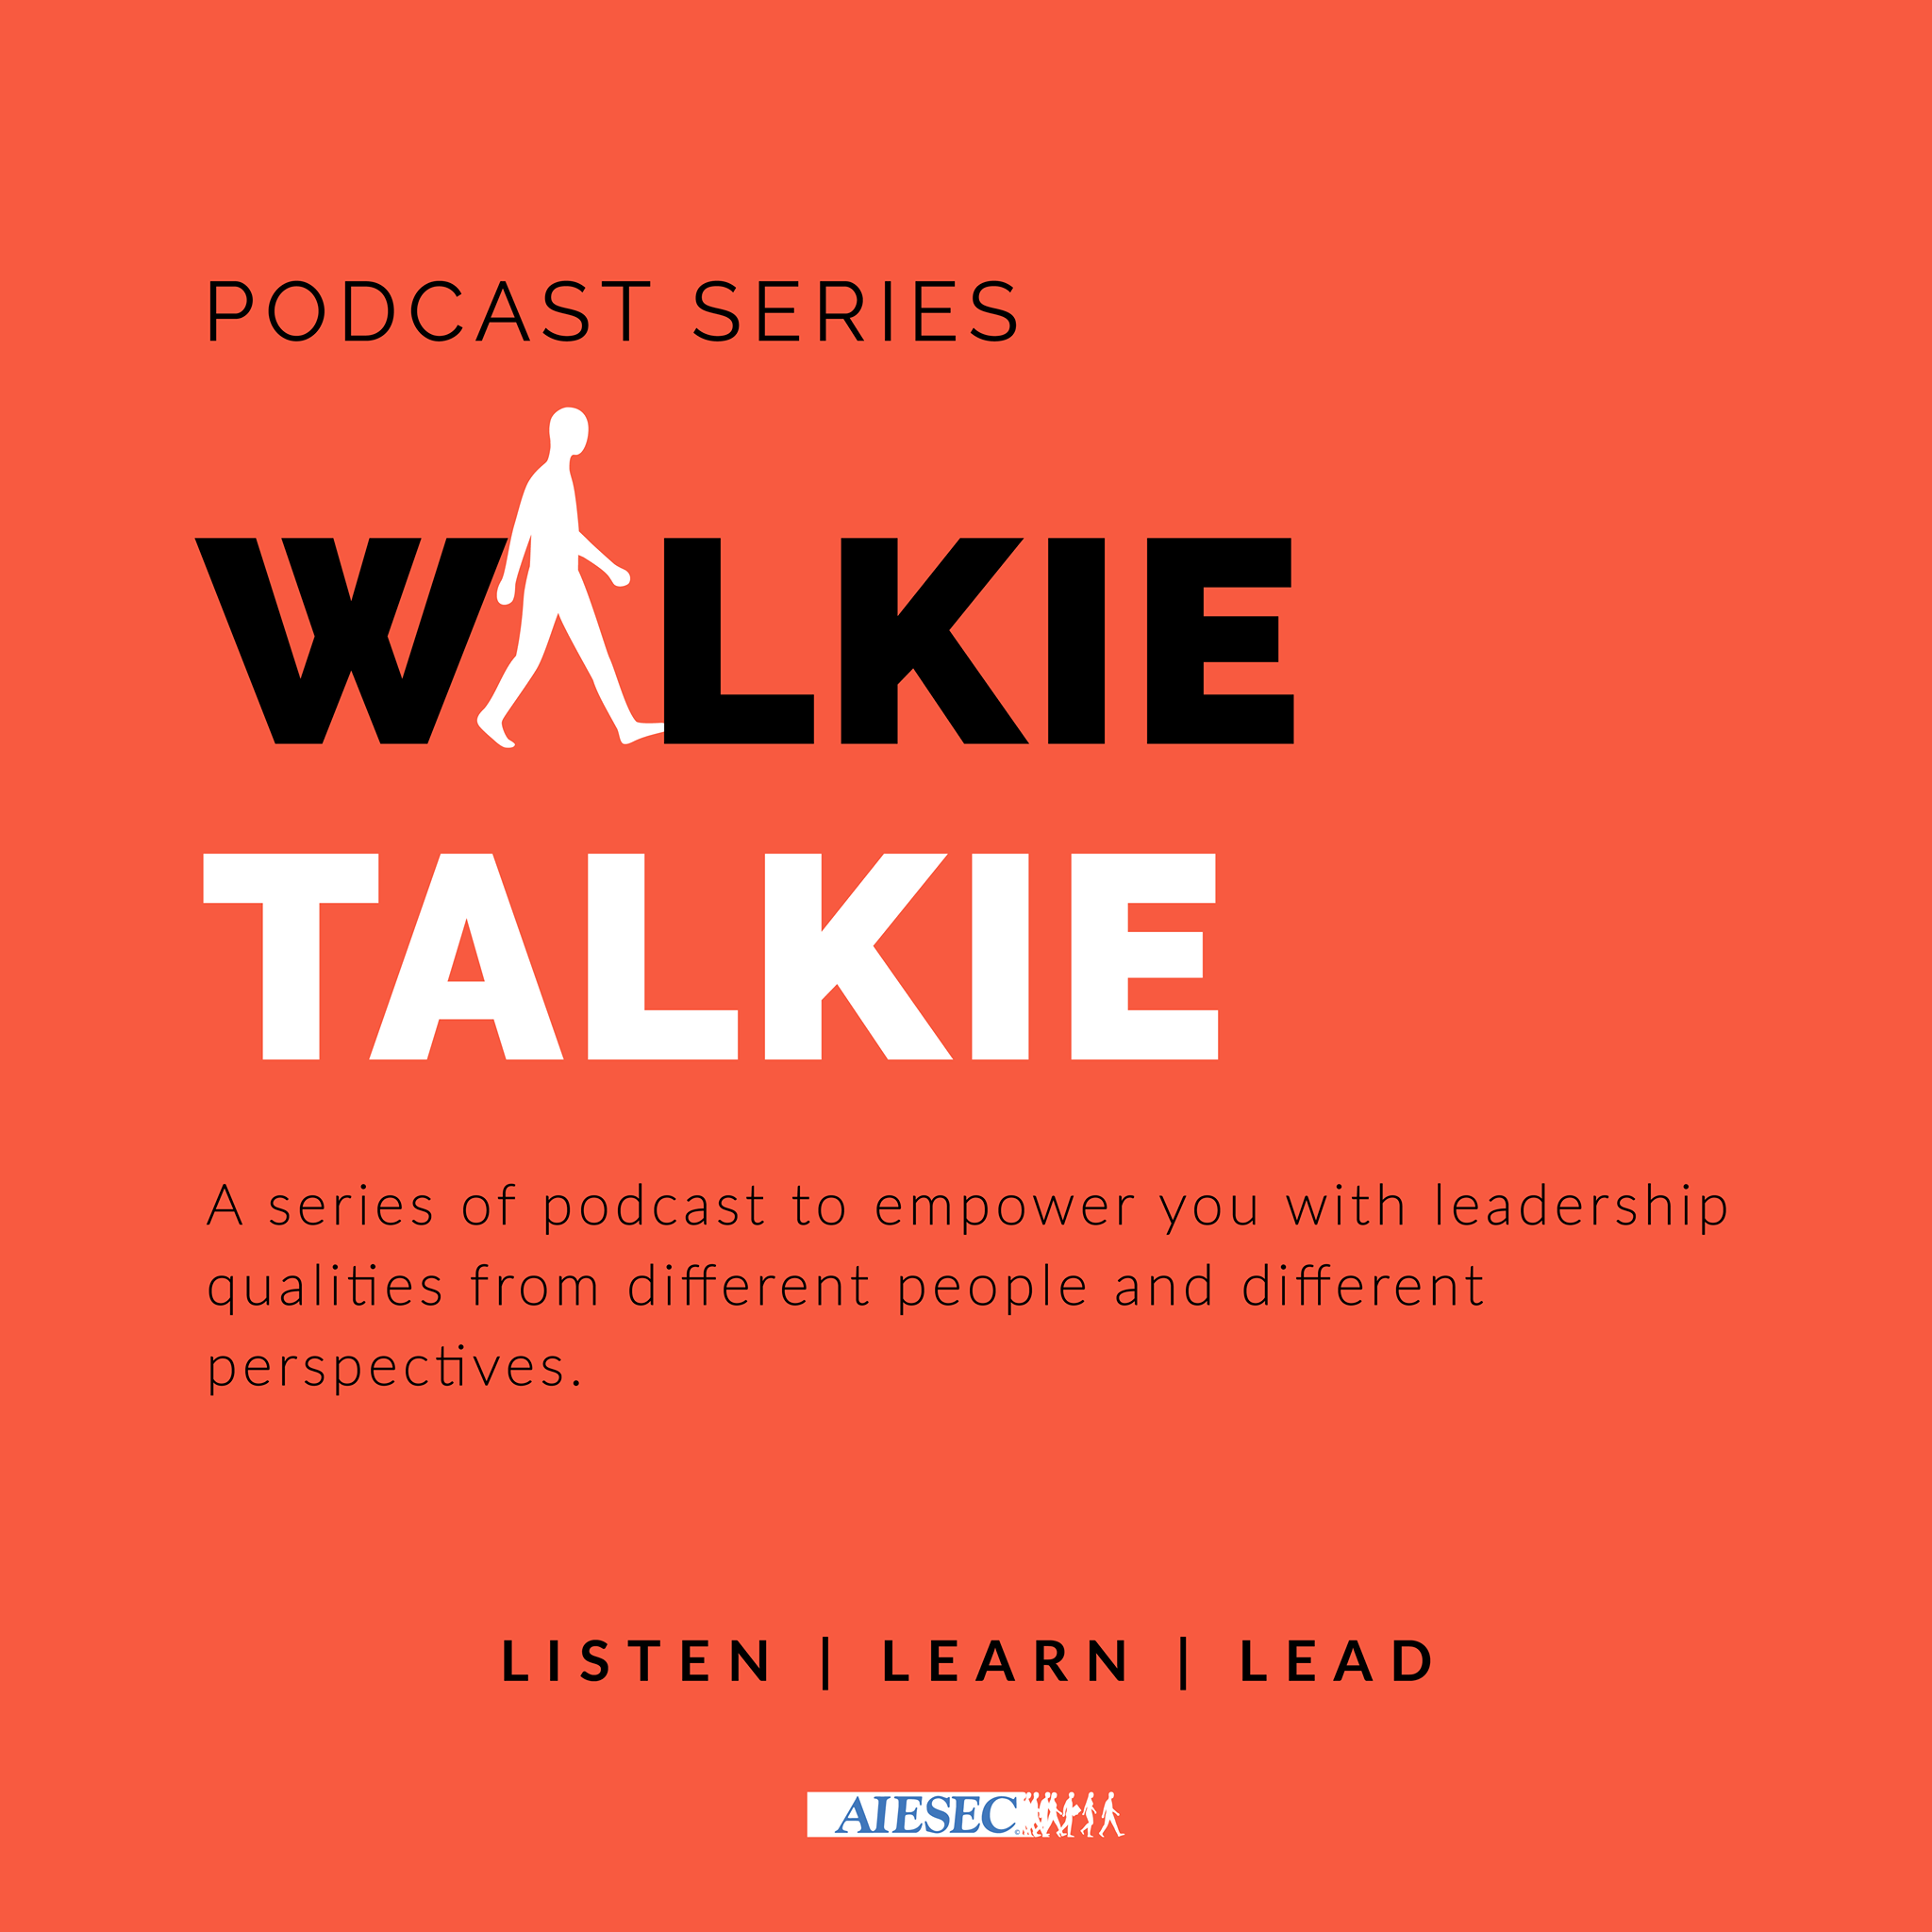 PODCAST SERIES
WALKIE
TALKIE
A series of podcast to empower you with leadership
qualities from different people and different
perspectives.
LISTEN | LEARN | LEAD
AIESEC